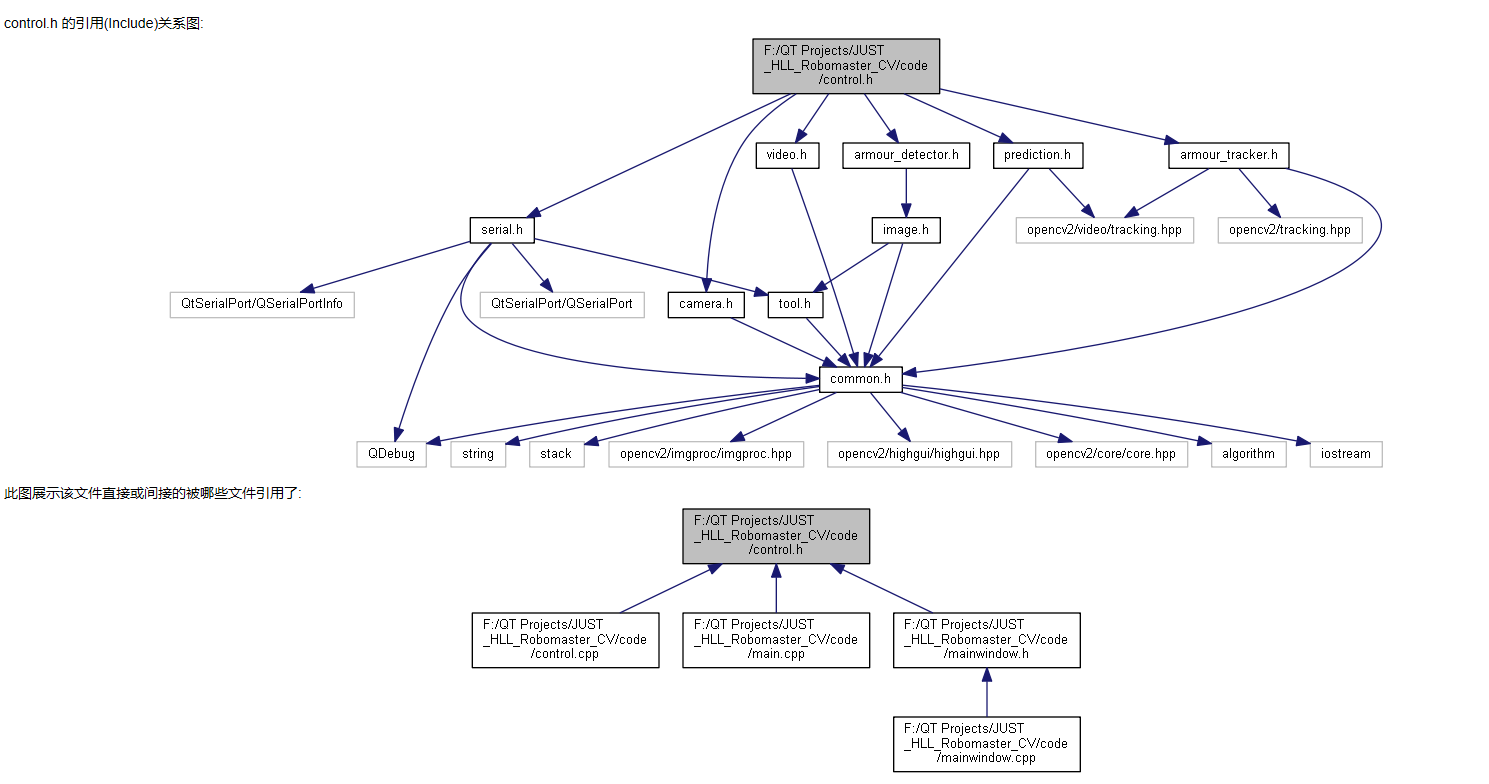 control.h 的引用(Include)关系图:
F:/QT Projects/JUST
_HLL_Robomaster_CV/code
/control.h
video.h
armour_detector.h
prediction.h
armour_tracker.h
serial.h
image.h
opencv2/video/tracking.hpp
opencv2/tracking.hpp
QtSerialPort/QSerialPortInfo
QtSerialPort/QSerialPort
camera.h
tool.h
common.h
QDebug
string
stack
opencv2/imgproc/imgproc.hpp
opencv2/highgui/highgui.hpp
opencv2/core/core.hpp
algorithm
iostream
此图展示该文件直接或间接的被哪些文件引用了:
F:/QT Projects/JUST
_HLL_Robomaster_CV/code
/control.h
F:/QT Projects/JUST
_HLL_Robomaster_CV/code
/control.cpp
F:/QT Projects/JUST
_HLL_Robomaster_CV/code
/main.cpp
F:/QT Projects/JUST
_HLL_Robomaster_CV/code
/mainwindow.h
F:/QT Projects/JUST
_HLL_Robomaster_CV/code
/mainwindow.cpp